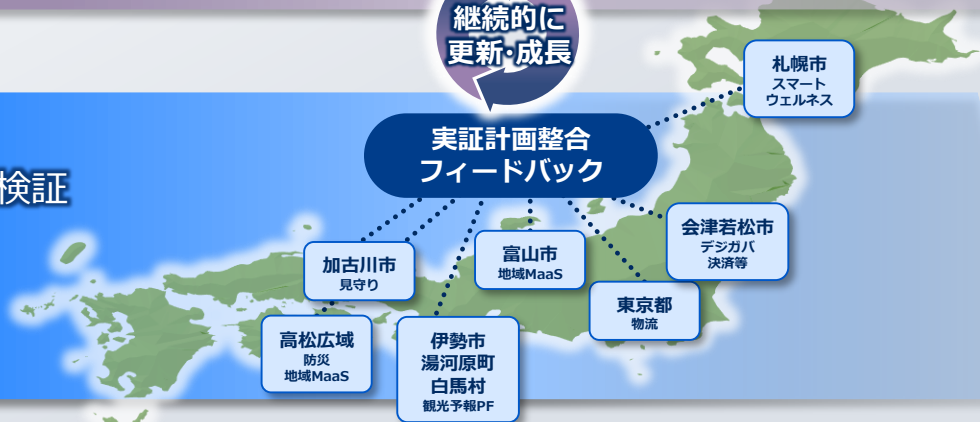 継続的に
更新・成長
札幌市
スマート
ウェルネス
実証計画整合
フィードバック
検証
会津若松市
デジガバ
決済等
富山市
地域MaaS
加古川市
見守り
東京都
物流
高松広域
防災
地域MaaS
伊勢市
湯河原町
白馬村
観光予報PF